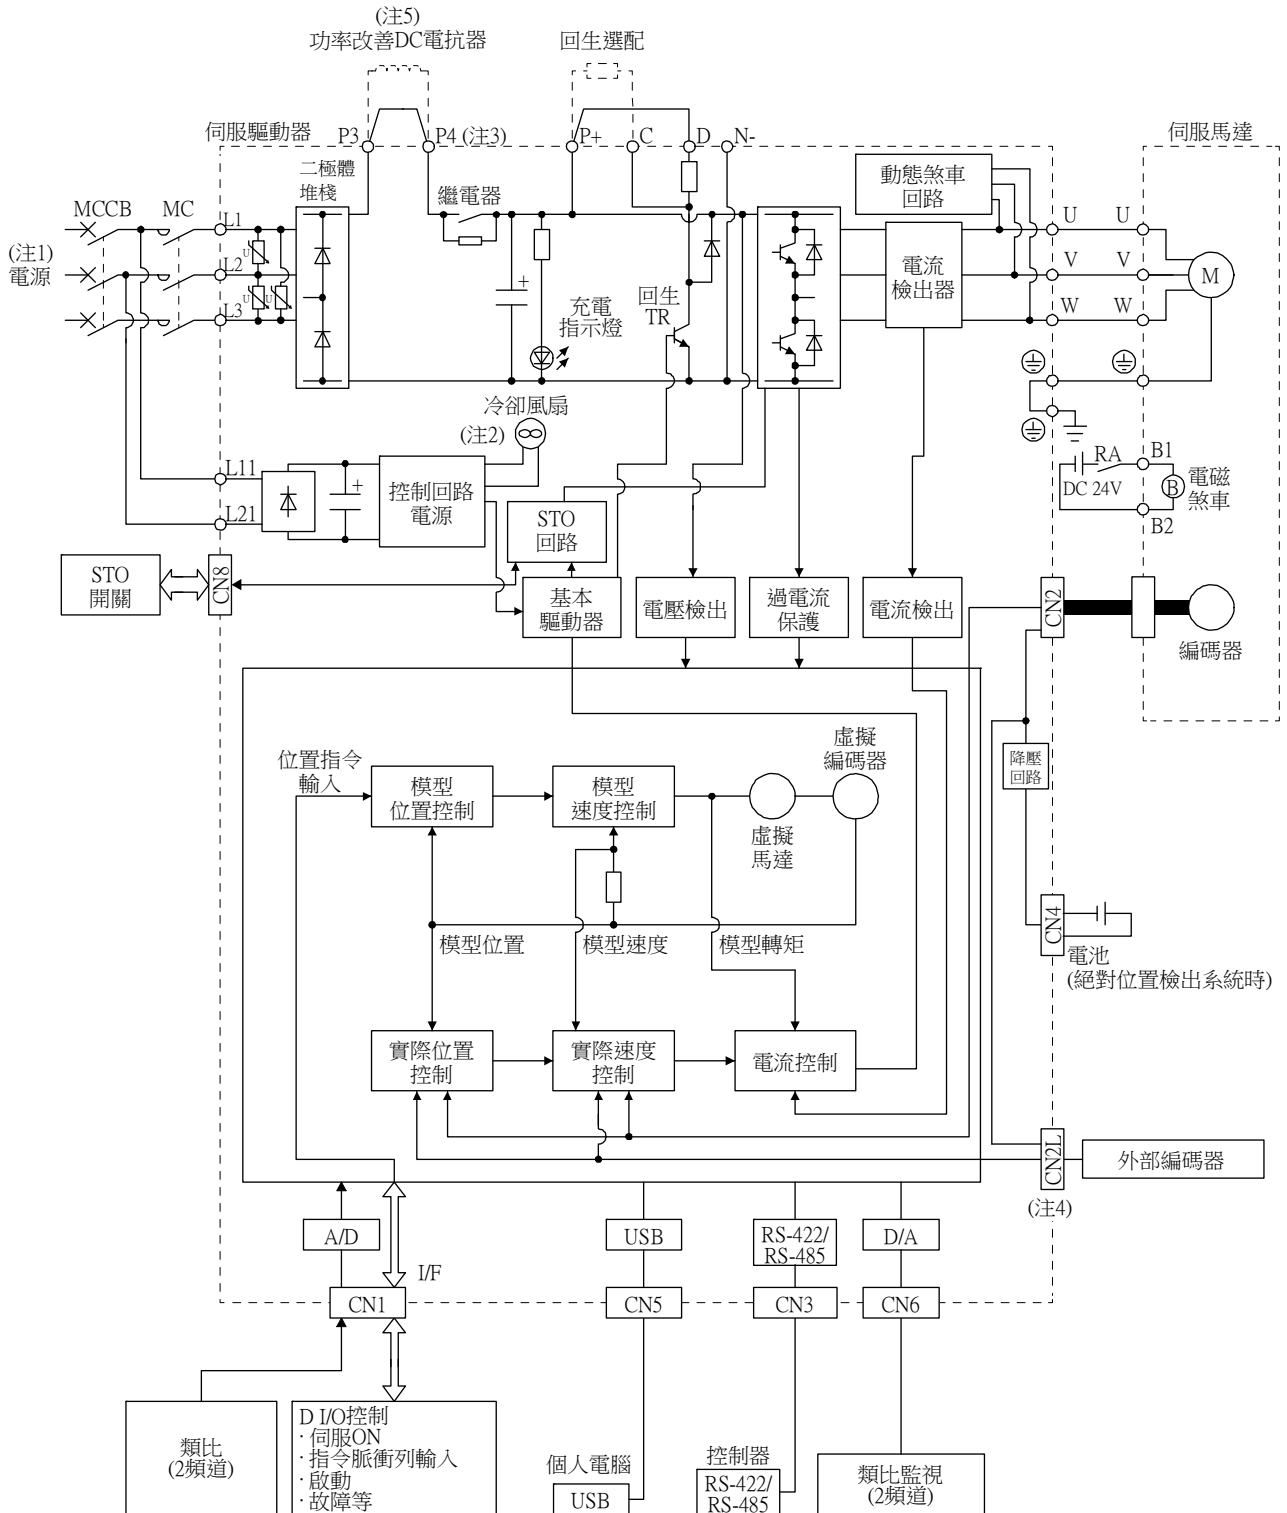 (注5)
功率改善DC電抗器
回生選配
伺服驅動器
P3
P4 (注3)
P+
C
D
N-
伺服馬達
二極體
堆棧
繼電器
動態煞車
回路
MCCB
MC
L1
U
U
(注1)
電源
U
L2
電流
檢出器
V
V
M
U
U
L3
充電
指示燈
回生
TR
W
W
冷卻風扇
(注2)
L11
控制回路
電源
+
+
RA
DC 24V
B1
B
電磁
煞車
B2
L21
STO
回路
STO
開關
CN8
基本
驅動器
電壓檢出
過電流
保護
電流檢出
CN2
編碼器
位置指令
輸入
模型
位置控制
模型
速度控制
虛擬
編碼器
虛擬
馬達
降壓
回路
模型位置
模型速度
模型轉矩
CN4
電池
(絕對位置檢出系統時)
實際位置
控制
實際速度
控制
電流控制
CN2L
外部編碼器
(注4)
A/D
I/F
USB
RS-422/
RS-485
D/A
CN1
CN5
CN3
CN6
類比
(2頻道)
D I/O控制
·伺服ON
·指令脈衝列輸入
·啟動
·故障等
個人電腦
USB
控制器
RS-422/
RS-485
類比監視
(2頻道)